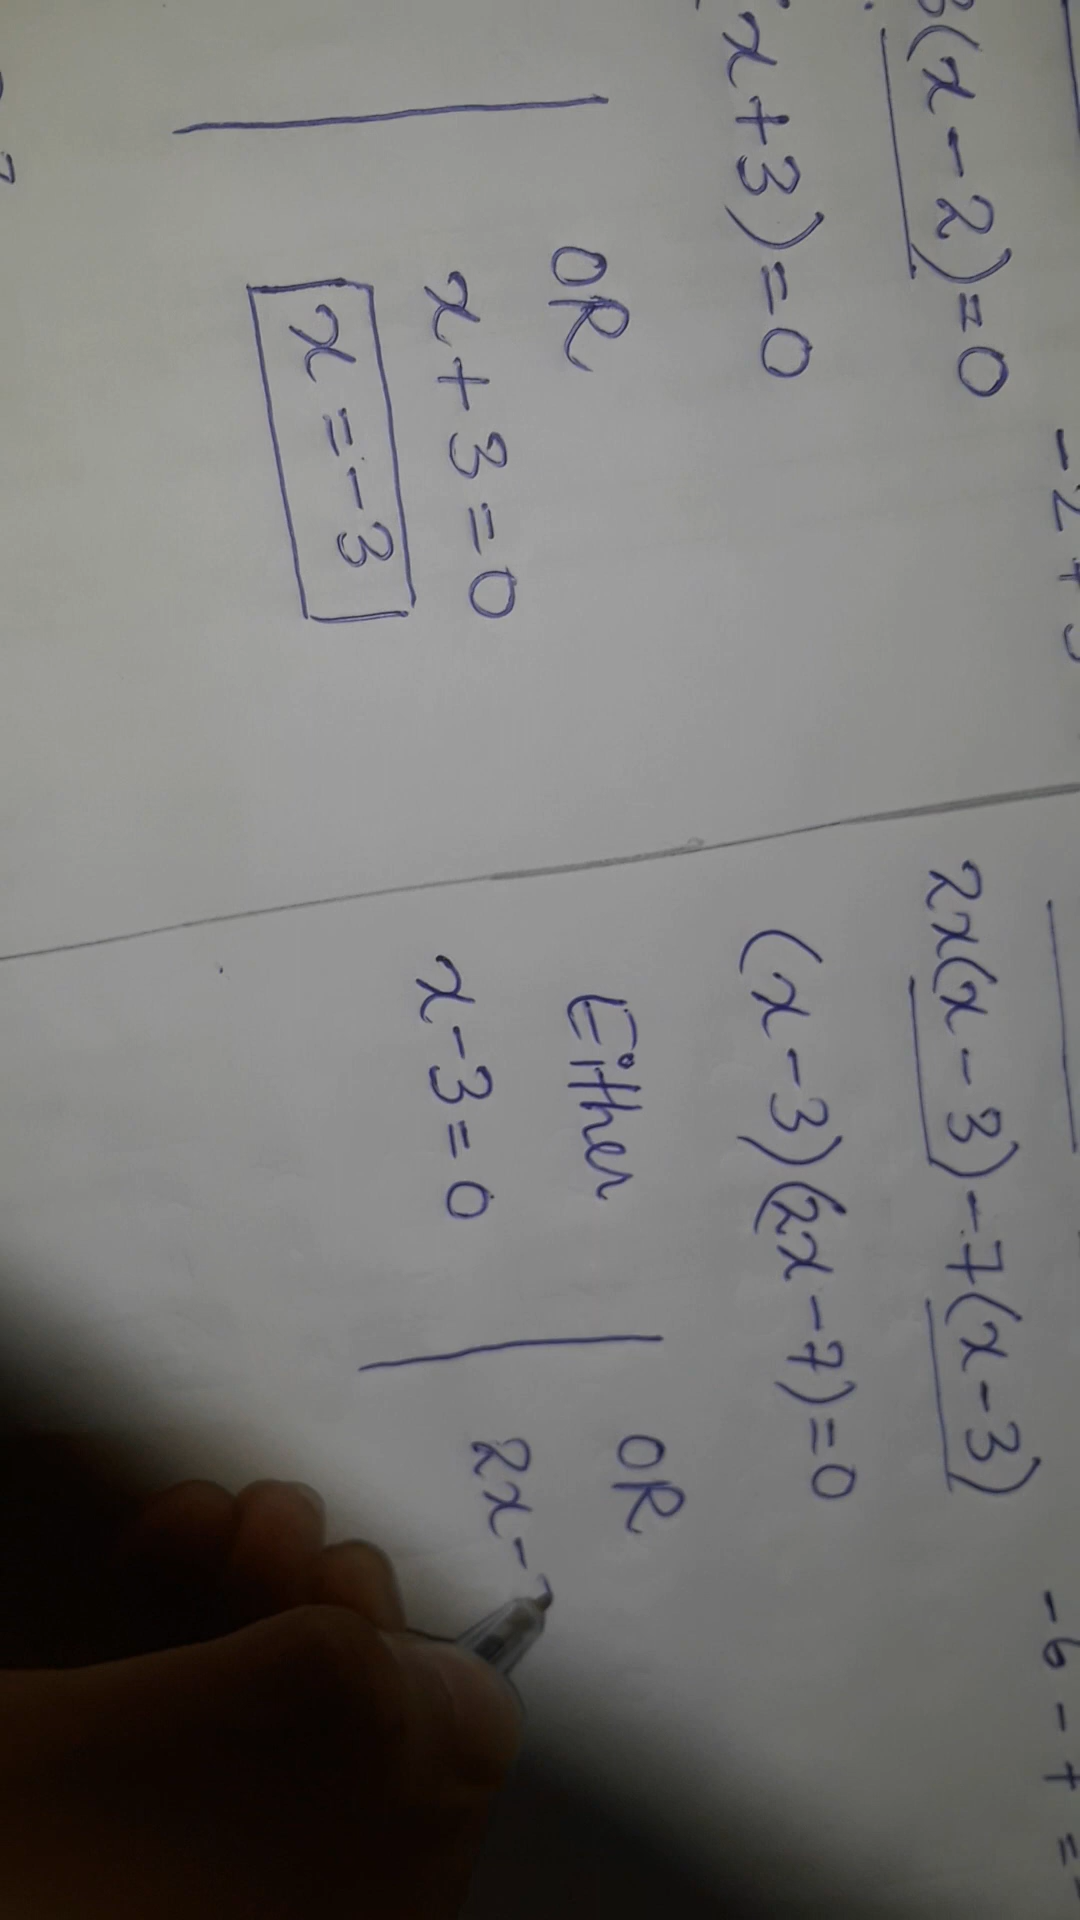 3(x-2)=0
x+3)=0
OR
x+3=0
x=-3
2x(x-3)-7(x-3)
(x-3)(2x-7)=0
Either OR
x-3=0 2x-